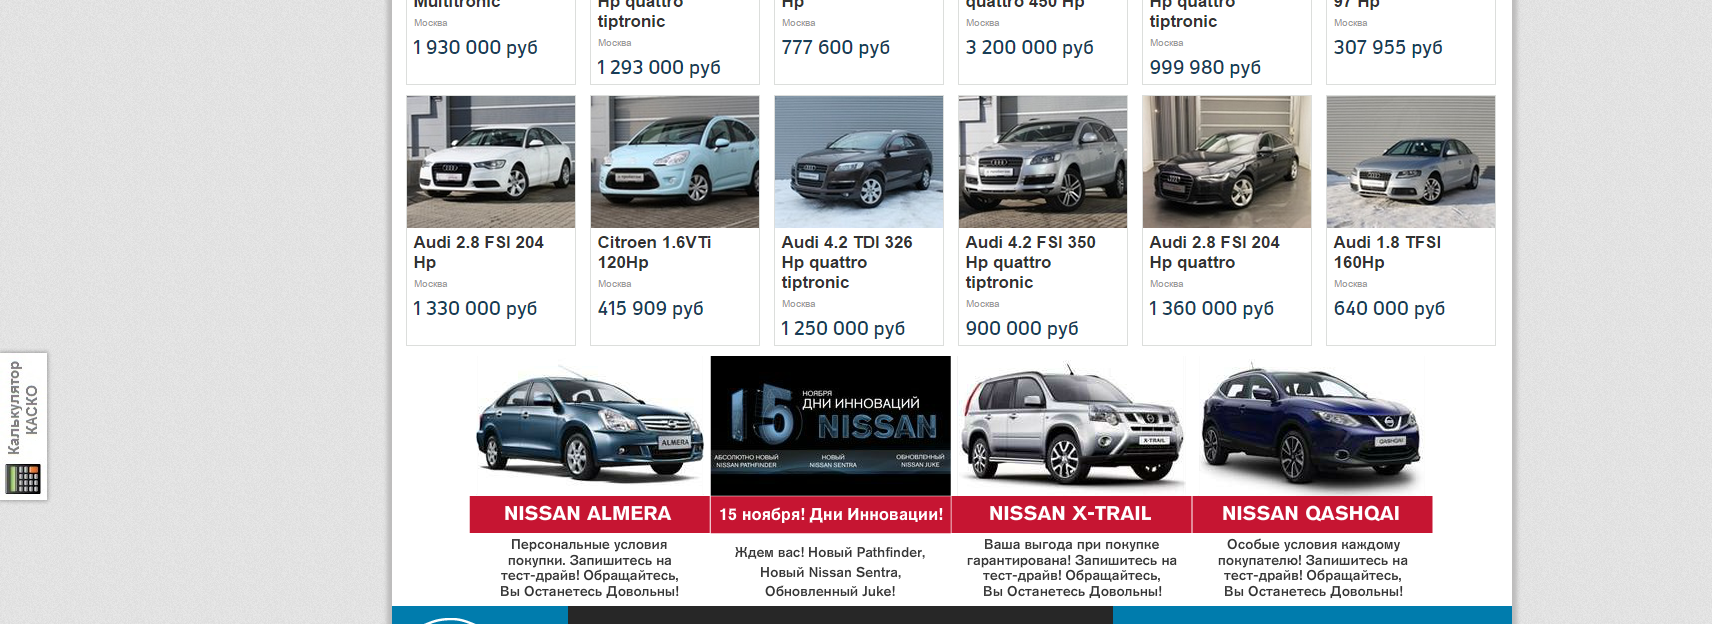 Multitronic
Москва
1 930 000 руб
Hp quattro
tiptronic
Москва
1 293 000 руб
Hp
Москва
777 600 руб
quattro 450 Hp
Москва
3 200 000 руб
Hp quattro
tiptronic
Москва
999 980 руб
97 Hp
Москва
307 955 руб
Audi 2.8 FSI 204
Hp
Москва
1 330 000 руб
Citroen 1.6VTi
120Hp
Москва
415 909 руб
Audi 4.2 TDI 326
Hp quattro
tiptronic
Москва
1 250 000 руб
Audi 4.2 FSI 350
Hp quattro
tiptronic
Москва
900 000 руб
Audi 2.8 FSI 204
Hp quattro
Москва
1 360 000 руб
Audi 1.8 TFSI
160Hp
Москва
640 000 руб
Калькулятор
КАСКО
ALMERA
NISSAN ALMERA
Персональные условия
покупки. Запишитесь на
тест-драйв! Обращайтесь,
Вы Останетесь Довольны!
15
НОЯБРЯ
ДНИ ИННОВАЦИЙ
NISSAN
АБСОЛЮТНО НОВЫЙ
NISSAN PATHFINDER
НОВЫЙ
NISSAN SENTRA
ОБНОВЛЕННЫЙ
NISSAN JUKE
15 ноября! Дни Инновации!
Ждем вас! Новый Pathfinder,
Новый Nissan Sentra,
Обновленный Juke!
X-TRAIL
NISSAN X-TRAIL
Ваша выгода при покупке
гарантирована! Запишитесь на
тест-драйв! Обращайтесь,
Вы Останетесь Довольны!
QASHQAI
NISSAN QASHQAI
Особые условия каждому
покупателю! Запишитесь на
тест-драйв! Обращайтесь,
Вы Останетесь Довольны!